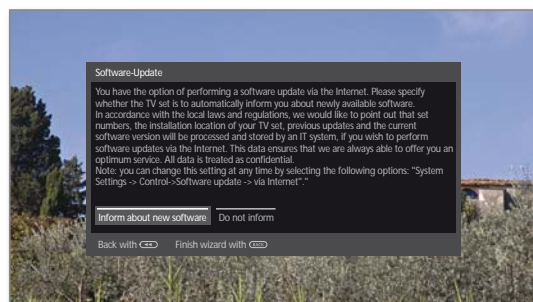 Software-Update
You have the option of performing a software update via the Internet. Please specify
whether the TV set is to automatically inform you about newly available software.
In accordance with the local laws and regulations, we would like to point out that set
numbers, the installation location of your TV set, previous updates and the current
software version will be processed and stored by an IT system, if you wish to perform
software updates via the Internet. This data ensures that we are always able to offer you an
optimum service. All data is treated as confidential.
Note: you can change this setting at any time by selecting the following options: "System
Settings -> Control->Software update -> via Internet"."
Inform about new software Do not inform
Back with Finish wizard with BACK